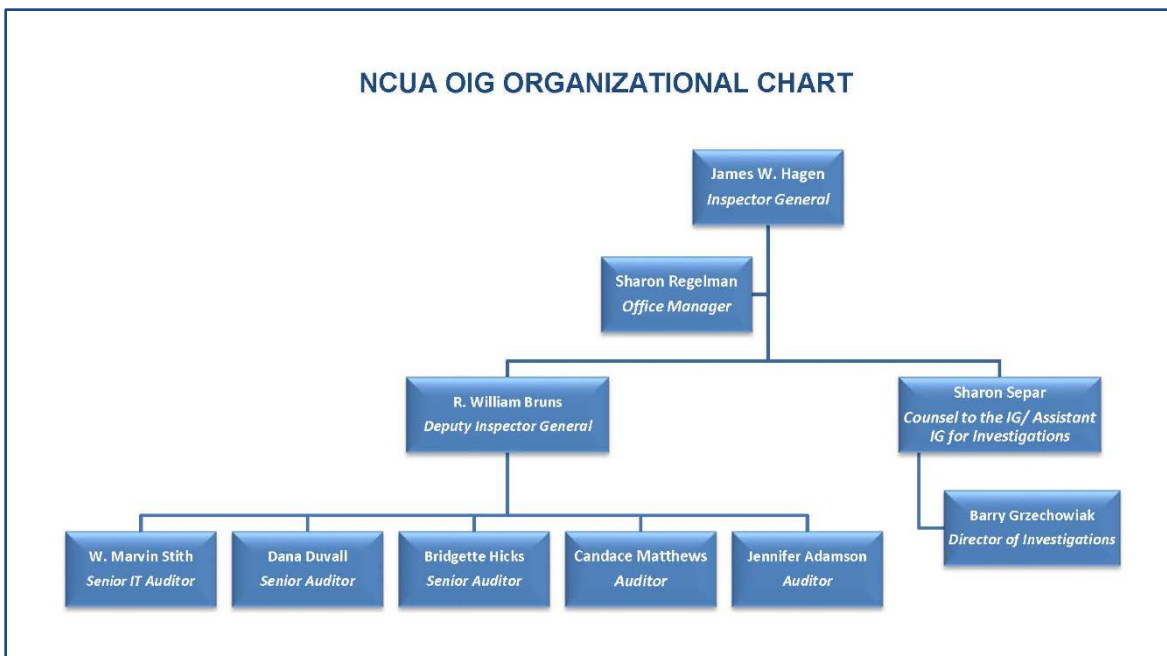 NCUA OIG ORGANIZATIONAL CHART
James W. Hagen
Inspector General
Sharon Regelman
Office Manager
R. William Bruns
Deputy Inspector General
Sharon Separ
Counsel to the IG/ Assistant
IG for Investigations
Barry Grzechowiak
Director of Investigations
W. Marvin Stith
Senior IT Auditor
Dana Duvall
Senior Auditor
Bridgette Hicks
Senior Auditor
Candace Matthews
Auditor
Jennifer Adamson
Auditor